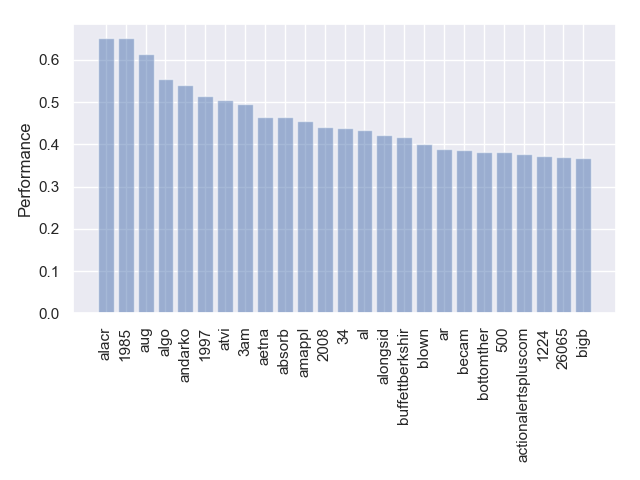 Performance
0.6
0.5
0.4
0.3
0.2
0.1
0.0
alacr
1985
aug
algo
andarko
1997
atvi
3am
aetna
absorb
amappl
2008
34
al
alongsid
buffettberkshir
blown
ar
becam
bottomther
500
actionalertspluscom
1224
26065
bigb